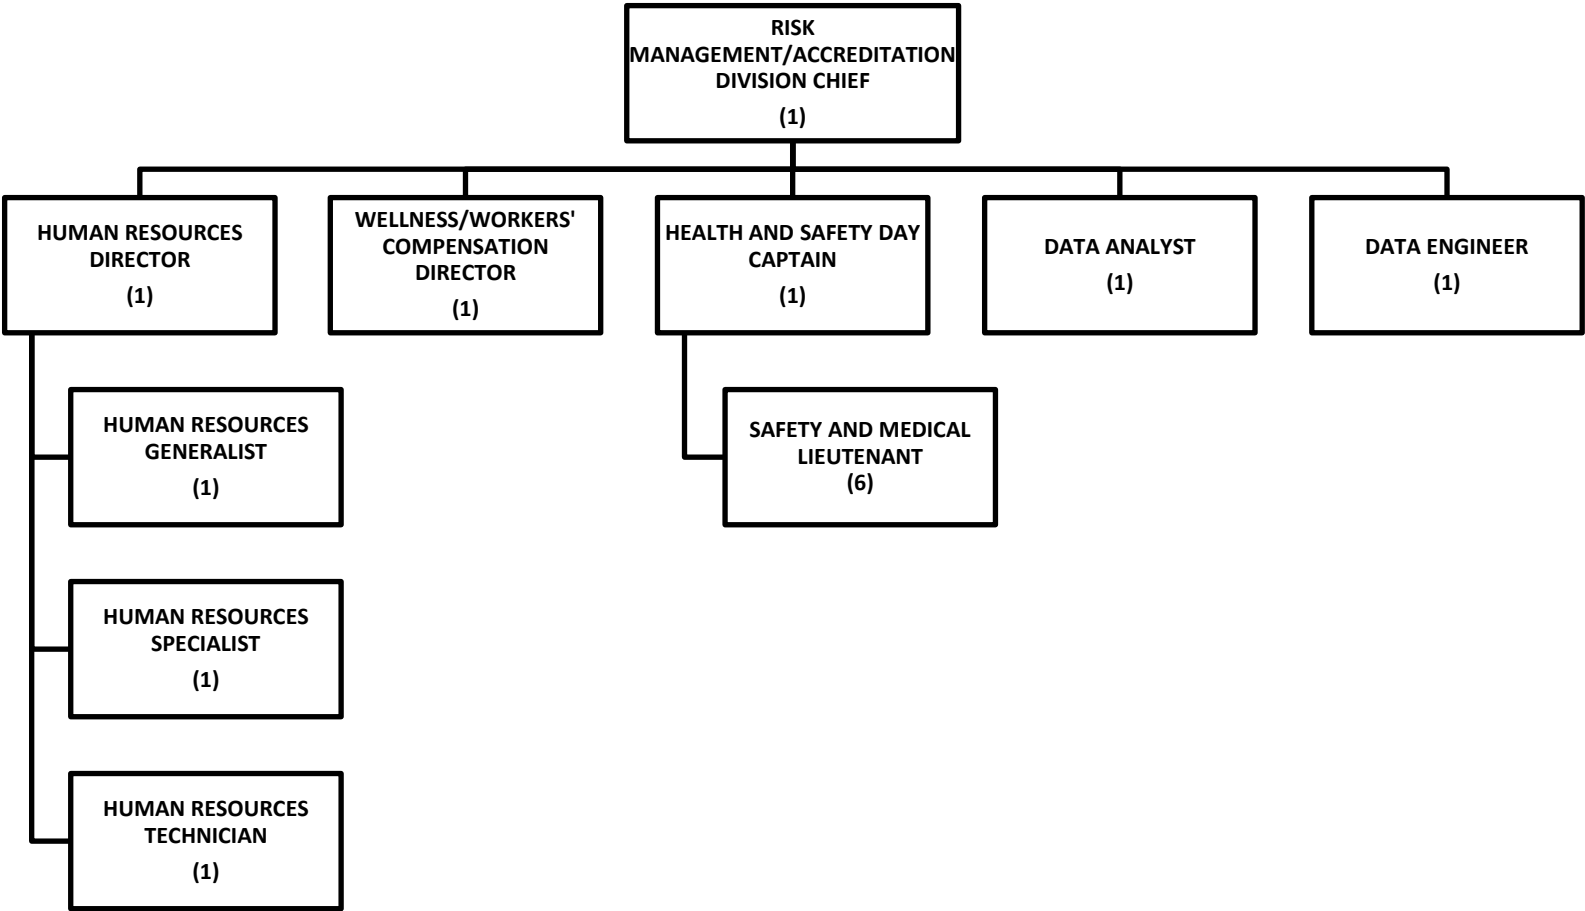 RISK
MANAGEMENT/ACCREDITATION
DIVISION CHIEF
(1)
HUMAN RESOURCES
DIRECTOR
(1)
WELLNESS/WORKERS'
COMPENSATION
DIRECTOR
(1)
HEALTH AND SAFETY DAY
CAPTAIN
(1)
DATA ANALYST
(1)
DATA ENGINEER
(1)
HUMAN RESOURCES
GENERALIST
(1)
SAFETY AND MEDICAL
LIEUTENANT
(6)
HUMAN RESOURCES
SPECIALIST
(1)
HUMAN RESOURCES
TECHNICIAN
(1)